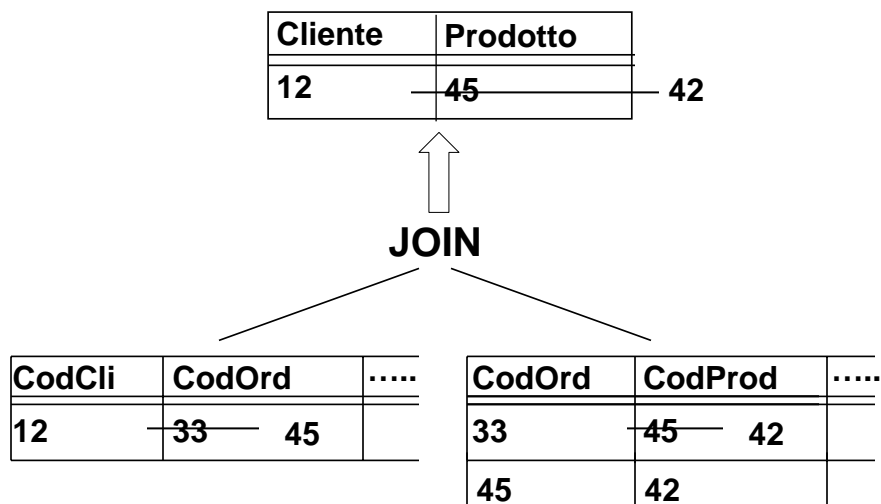 Cliente Prodotto
12 45 42
JOIN
CodCli CodOrd .....
12 33 45
CodOrd CodProd .....
33 45 42
45 42